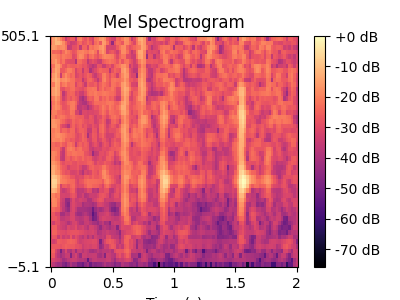 Mel Spectrogram
505.1
-5.1
0
0.5
1
1.5
2
+0 dB
-10 dB
-20 dB
-30 dB
-40 dB
-50 dB
-60 dB
-70 dB